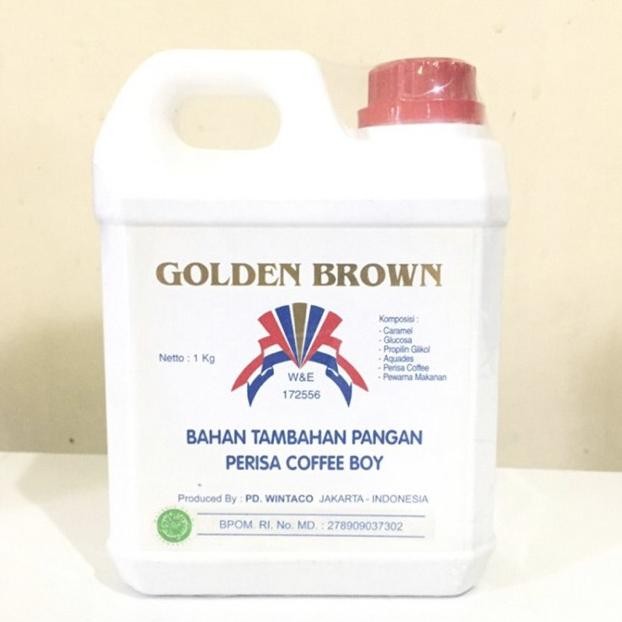 GOLDEN BROWN
Komposisi :
- Caramel
- Glucosa
- Propilin Glikol
- Aquades
- Perisa Coffee
- Pewarna Makanan
Netto : 1 Kg
W&E
172556
BAHAN TAMBAHAN PANGAN
PERISA COFFEE BOY
Produced By : PD. WINTACO JAKARTA - INDONESIA
BPOM. RI. No. MD. : 278909037302